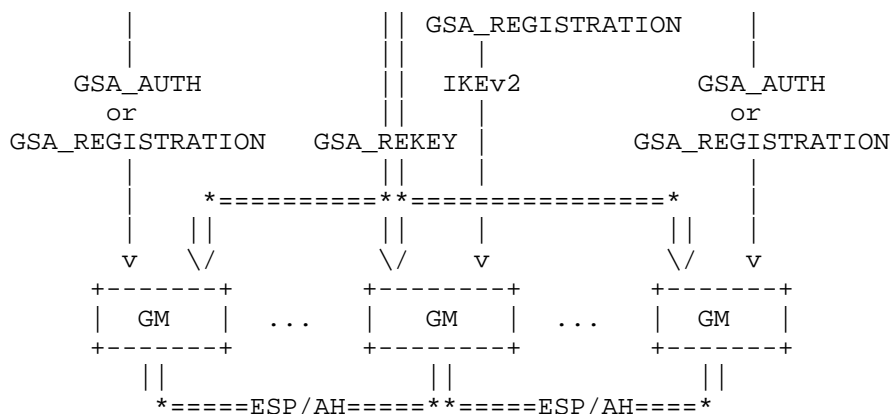 |                    || GSA_REGISTRATION       |
            |                    ||      |                 |
        GSA_AUTH                 ||    IKEv2           GSA_AUTH
           or                    ||      |                or
   GSA_REGISTRATION        GSA_REKEY     |         GSA_REGISTRATION
            |                    ||      |                 |
            |     *==========**================*           |
            |    ||              ||      |          ||     |
            v    \/              \/      v          \/     v
         +-------+            +--------+            +-------+
         |  GM   |    ...     |   GM   |    ...     |  GM   |
         +-------+            +--------+            +-------+
             ||                   ||                   ||
              *=====ESP/AH=====**=====ESP/AH====*